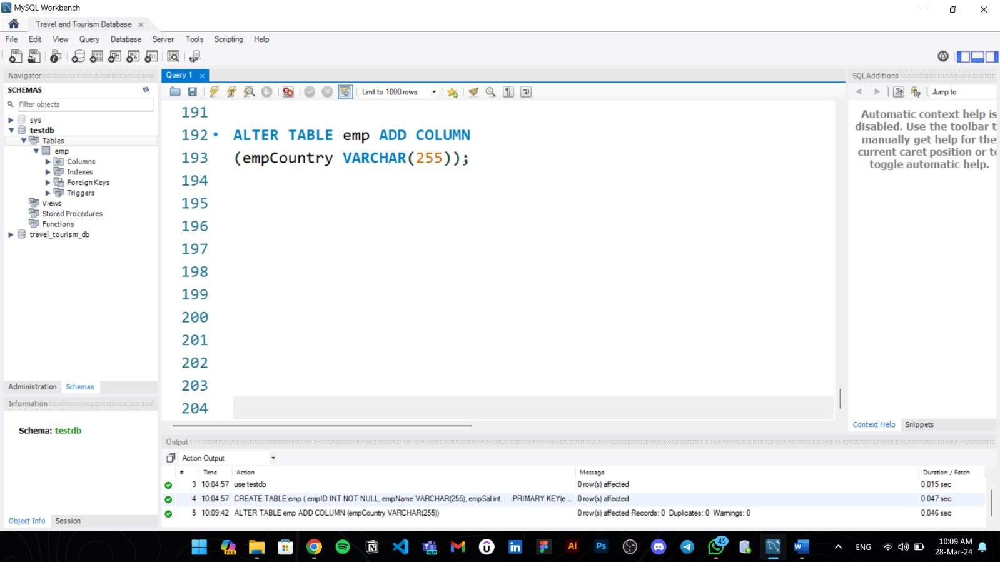 MySQL Workbench
Travel and Tourism Database
File Edit View Query Database Server Tools Scripting Help
Navigator
SCHEMAS
Filter objects
sys
testdb
Tables
emp
Columns
Indexes
Foreign Keys
Triggers
Views
Stored Procedures
Functions
travel_tourism_db
Administration Schemas
Information
Schema: testdb
Object Info Session
Query 1
Limit to 1000 rows
191
192 ALTER TABLE emp ADD COLUMN
193 (empCountry VARCHAR(255));
194
195
196
197
198
199
200
201
202
203
204
SQLAdditions
Jump to
Automatic context help is
disabled. Use the toolbar t
manually get help for the
current caret position or to
toggle automatic help.
Context Help Snippets
Output
Action Output
# Time Action Message Duration / Fetch
3 10:04:57 use testdb 0 row(s) affected 0.015 sec
4 10:04:57 CREATE TABLE emp ( empID INT NOT NULL, empName VARCHAR(255), empSal int, PRIMARY KEY(e... 0 row(s) affected 0.047 sec
5 10:09:42 ALTER TABLE emp ADD COLUMN (empCountry VARCHAR(255)) 0 row(s) affected Records: 0 Duplicates: 0 Warnings: 0 0.046 sec
PRE
NEW
Ai
Ps
45
ENG
10:09 AM
28-Mar-24